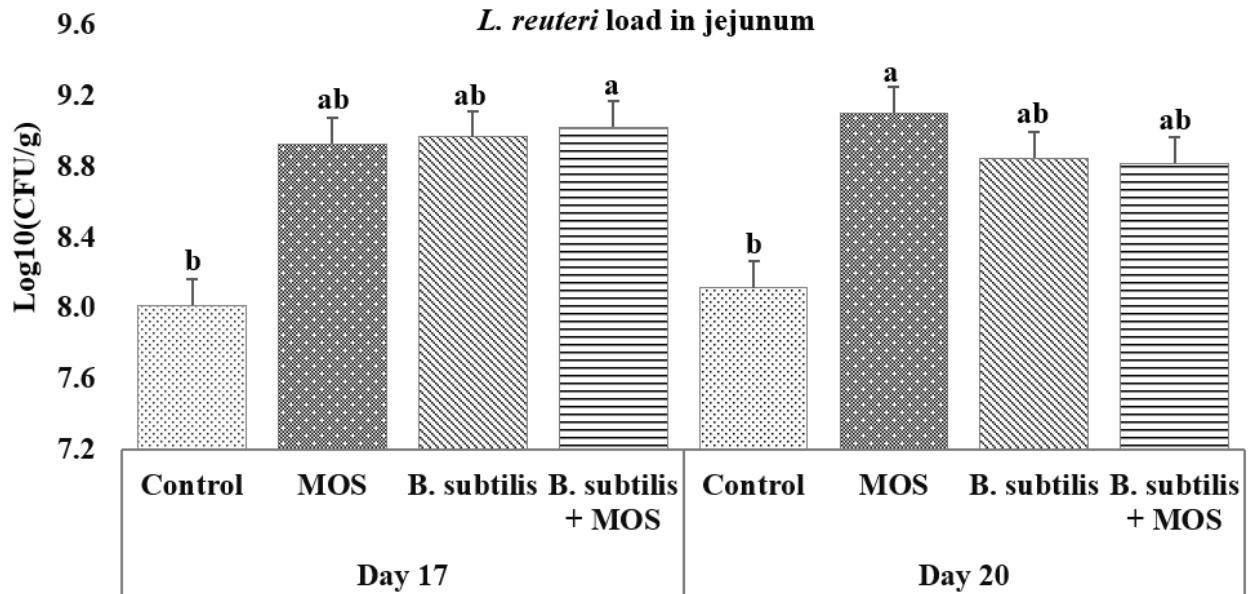 L. reuteri load in jejunum
Log10(CFU/g)
9.6
9.2
8.8
8.4
8.0
7.6
7.2
b
ab
ab
a
b
a
ab
ab
Control MOS B. subtilis B. subtilis Control MOS B. subtilis B. subtilis
+ MOS + MOS
Day 17 Day 20